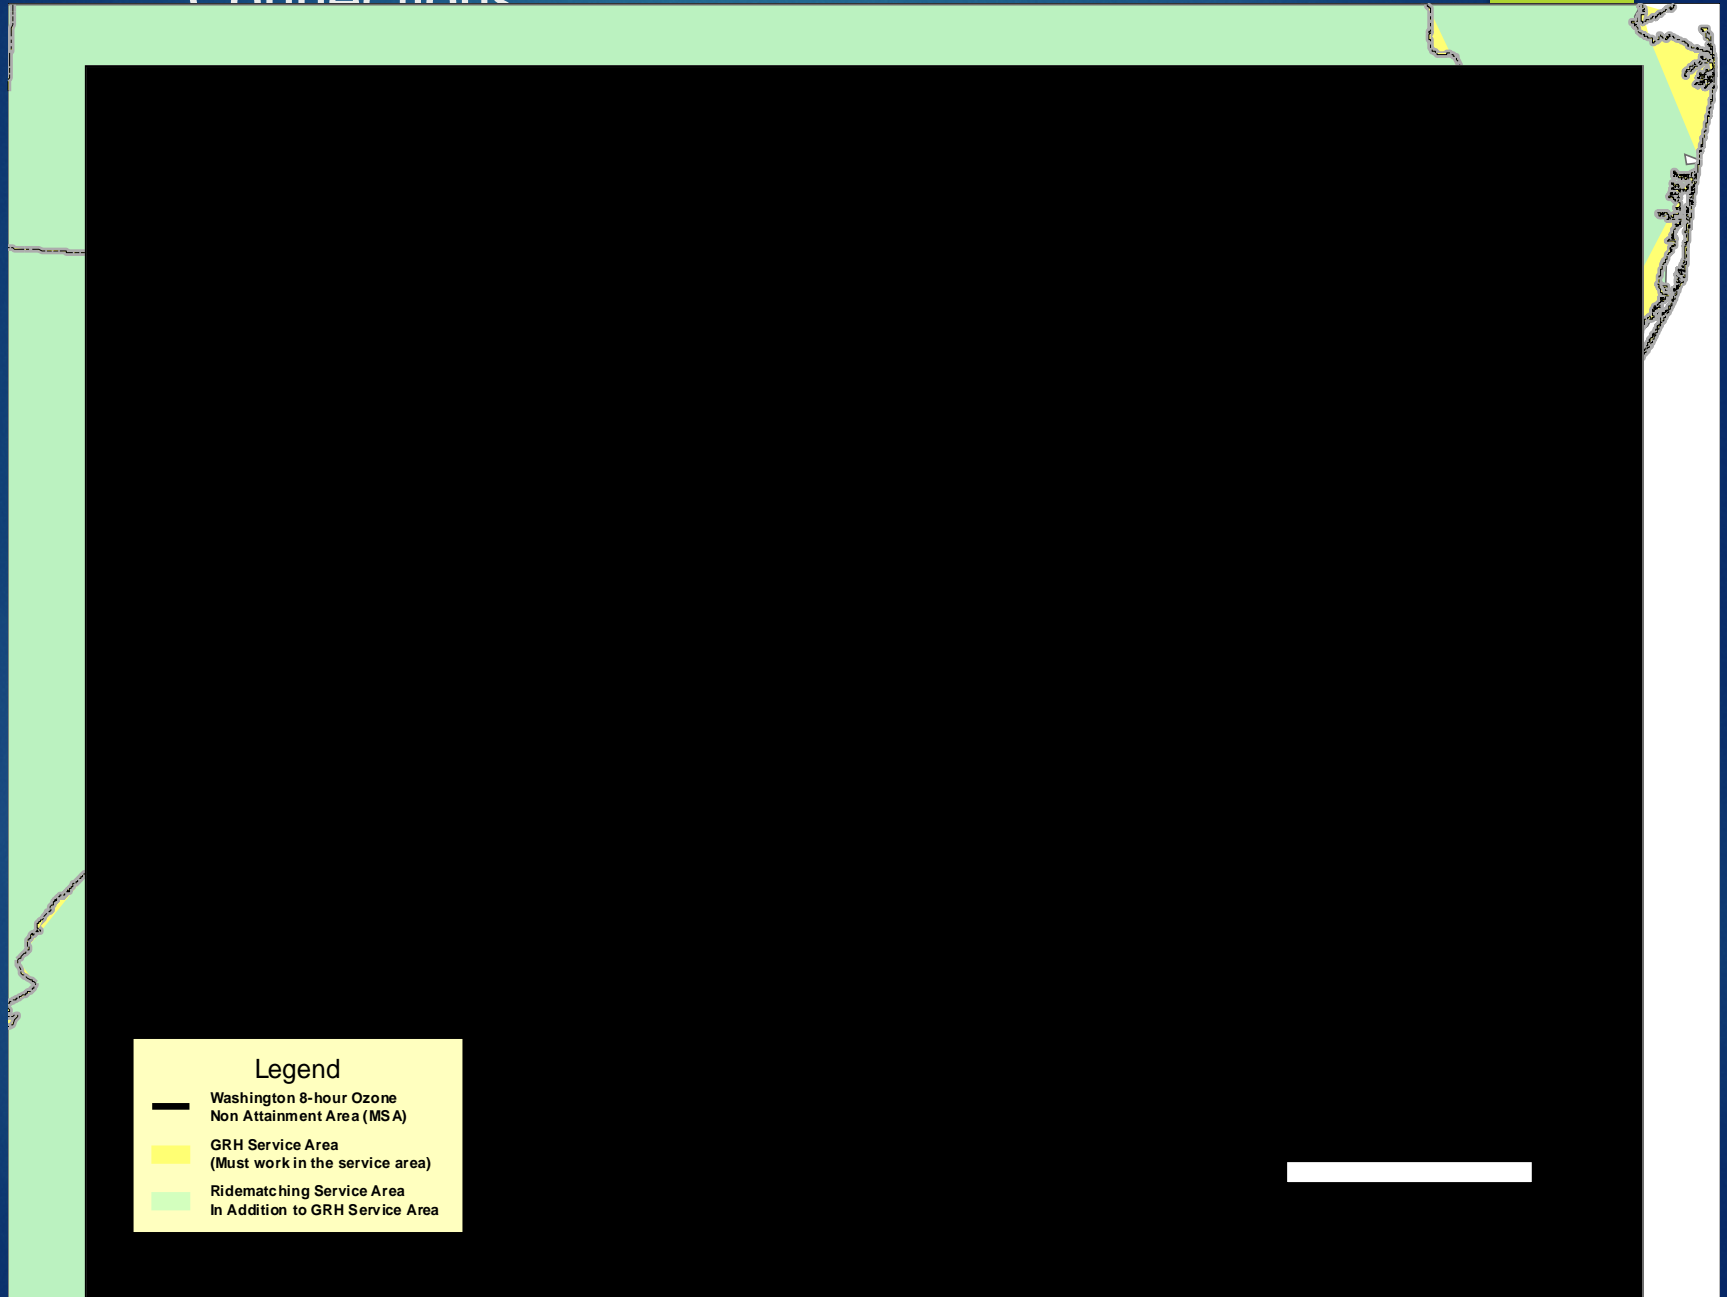 Connections
Legend
Washington 8-hour Ozone
Non Attainment Area (MSA)
GRH Service Area
(Must work in the service area)
Ridematching Service Area
In Addition to GRH Service Area